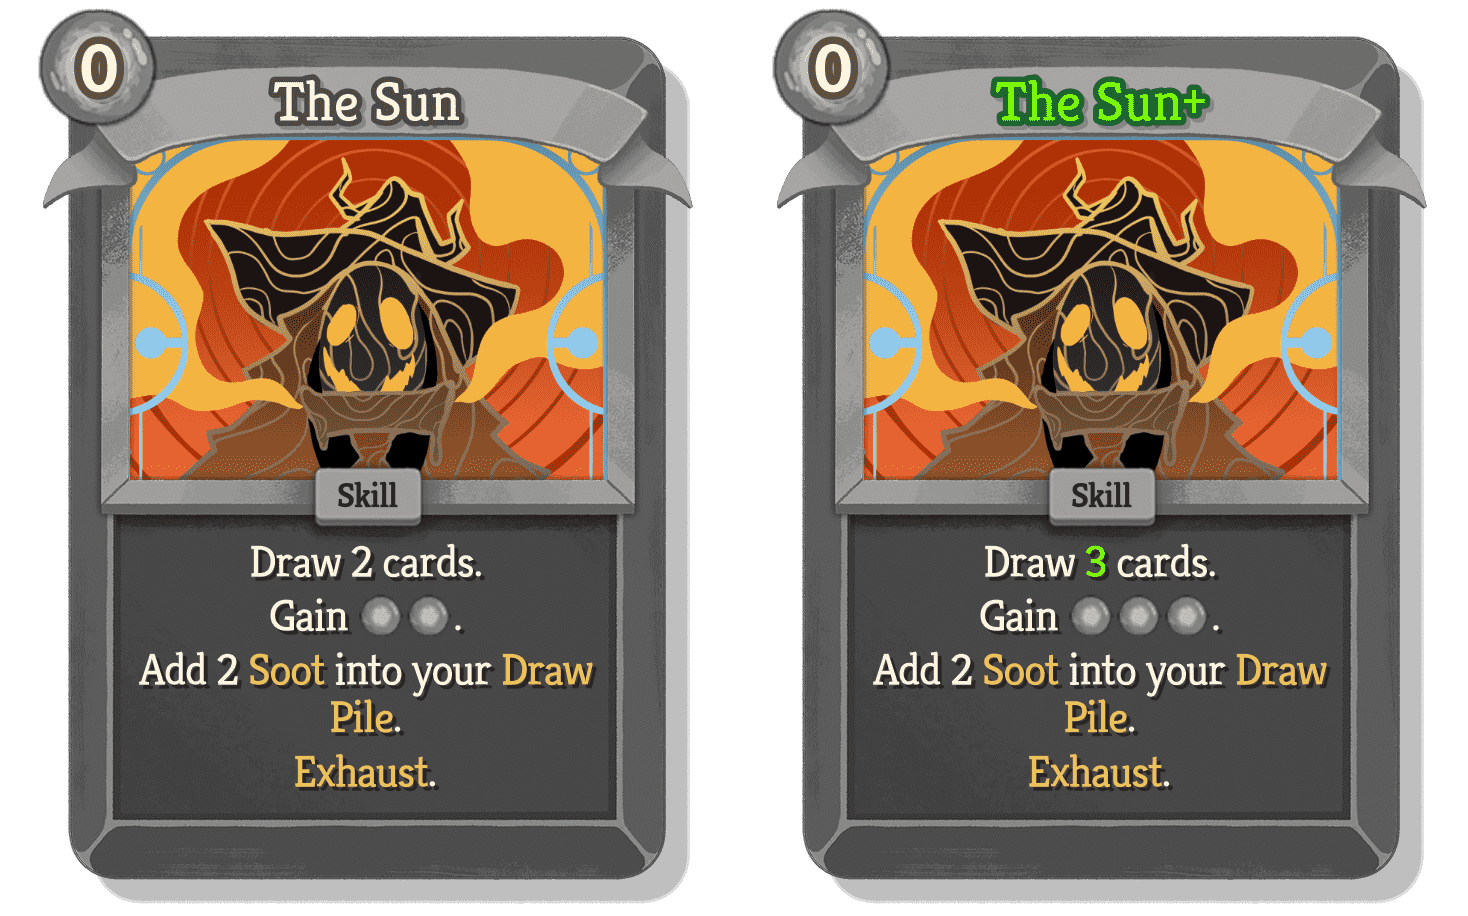 0
The Sun
Skill
Draw 2 cards.
Gain .
Add 2 Soot into your Draw
Pile.
Exhaust.
0
The Sun+
Skill
Draw 3 cards.
Gain .
Add 2 Soot into your Draw
Pile.
Exhaust.